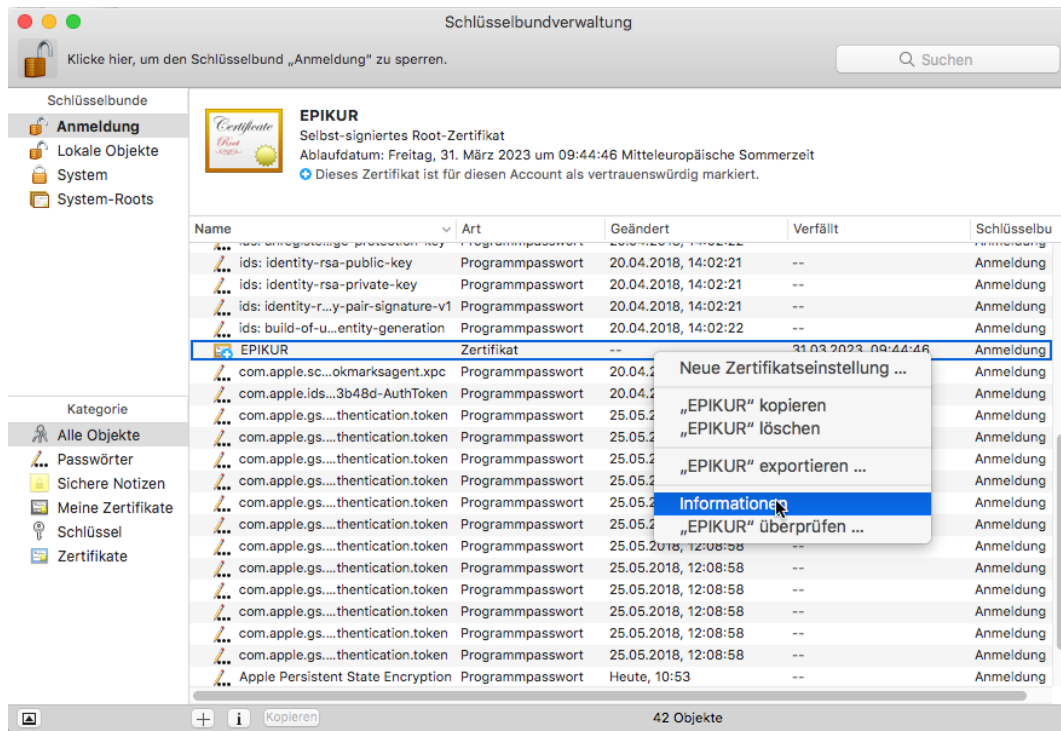 Schlüsselbundverwaltung
Klicke hier, um den Schlüsselbund „Anmeldung“ zu sperren.
Suchen
Schlüsselbunde
Anmeldung
Lokale Objekte
System
System-Roots
Certificate
Root
EPIKUR
Selbst-signiertes Root-Zertifikat
Ablaufdatum: Freitag, 31. März 2023 um 09:44:46 Mitteleuropäische Sommerzeit
Dieses Zertifikat ist für diesen Account als vertrauenswürdig markiert.
Name Art Geändert Verfällt Schlüsselbu
ids: identity-rsa-public-key Programmpasswort 20.04.2018, 14:02:21 -- Anmeldung
ids: identity-rsa-private-key Programmpasswort 20.04.2018, 14:02:21 -- Anmeldung
ids: identity-r...y-pair-signature-v1 Programmpasswort 20.04.2018, 14:02:21 -- Anmeldung
ids: build-of-u...entity-generation Programmpasswort 20.04.2018, 14:02:22 -- Anmeldung
EPIKUR Zertifikat -- 31.03.2023, 09:44:46 Anmeldung
com.apple.sc...okmarksagent.xpc Programmpasswort 20.04.2 Anmeldung
com.apple.ids...3b48d-AuthToken Programmpasswort 20.04.2 Anmeldung
com.apple.gs....thentication.token Programmpasswort 25.05.2 Anmeldung
com.apple.gs....thentication.token Programmpasswort 25.05.2 Anmeldung
com.apple.gs....thentication.token Programmpasswort 25.05.2 Anmeldung
com.apple.gs....thentication.token Programmpasswort 25.05.2 Anmeldung
com.apple.gs....thentication.token Programmpasswort 25.05.2 Anmeldung
com.apple.gs....thentication.token Programmpasswort 25.05.2 Anmeldung
com.apple.gs....thentication.token Programmpasswort 25.05.2018, 12:08:58 -- Anmeldung
com.apple.gs....thentication.token Programmpasswort 25.05.2018, 12:08:58 -- Anmeldung
com.apple.gs....thentication.token Programmpasswort 25.05.2018, 12:08:58 -- Anmeldung
com.apple.gs....thentication.token Programmpasswort 25.05.2018, 12:08:58 -- Anmeldung
com.apple.gs....thentication.token Programmpasswort 25.05.2018, 12:08:58 -- Anmeldung
com.apple.gs....thentication.token Programmpasswort 25.05.2018, 12:08:58 -- Anmeldung
Apple Persistent State Encryption Programmpasswort Heute, 10:53 -- Anmeldung
Neue Zertifikatseinstellung ...
„EPIKUR“ kopieren
„EPIKUR“ löschen
„EPIKUR“ exportieren ...
Informationen
„EPIKUR“ überprüfen ...
Kategorie
Alle Objekte
Passwörter
Sichere Notizen
Meine Zertifikate
Schlüssel
Zertifikate
Kopieren
42 Objekte